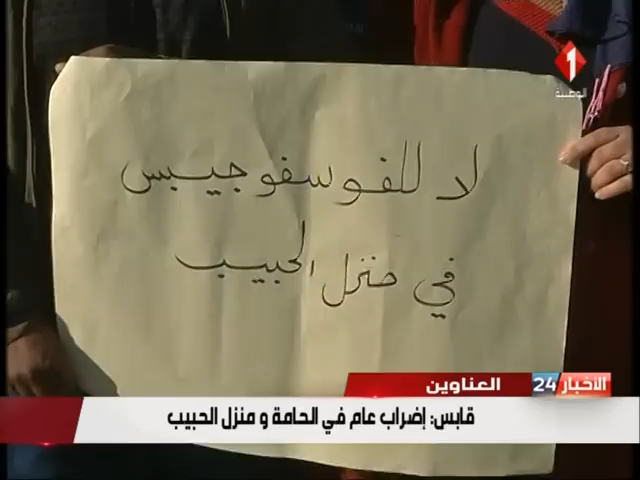 1
الوطنية
لا للفوسفوجيبس
في منزل الحبيب
الأخبار 24 العناوين
قابس: إضراب عام في الحامة و منزل الحبيب